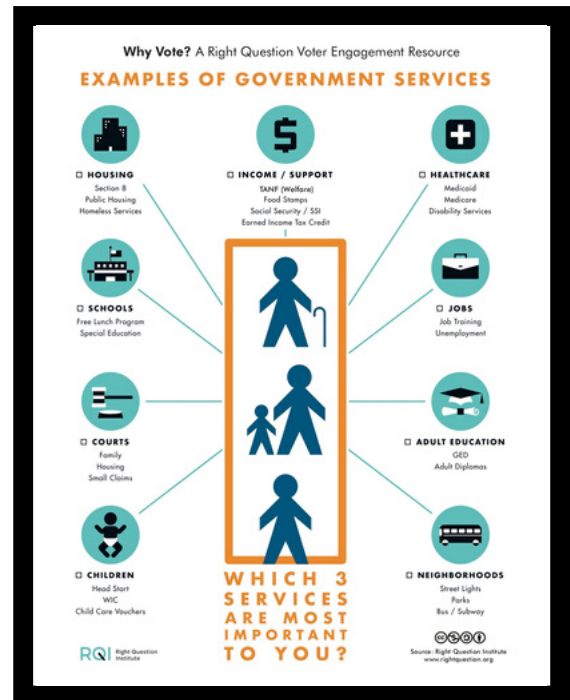 Why Vote? A Right Question Voter Engagement Resource
EXAMPLES OF GOVERNMENT SERVICES
☐ HOUSING
Section 8
Public Housing
Homeless Services
☐ INCOME / SUPPORT
TANF (Welfare)
Food Stamps
Social Security / SSI
Earned Income Tax Credit
☐ HEALTHCARE
Medicaid
Medicare
Disability Services
☐ SCHOOLS
Free Lunch Program
Special Education
☐ JOBS
Job Training
Unemployment
☐ COURTS
Family
Housing
Small Claims
☐ ADULT EDUCATION
GED
Adult Diplomas
☐ CHILDREN
Head Start
WIC
Child Care Vouchers
☐ NEIGHBORHOODS
Street Lights
Parks
Bus / Subway
WHICH 3
SERVICES
ARE MOST
IMPORTANT
TO YOU?
RQI
Right Question
Institute
Source: Right Question Institute
www.rightquestion.org